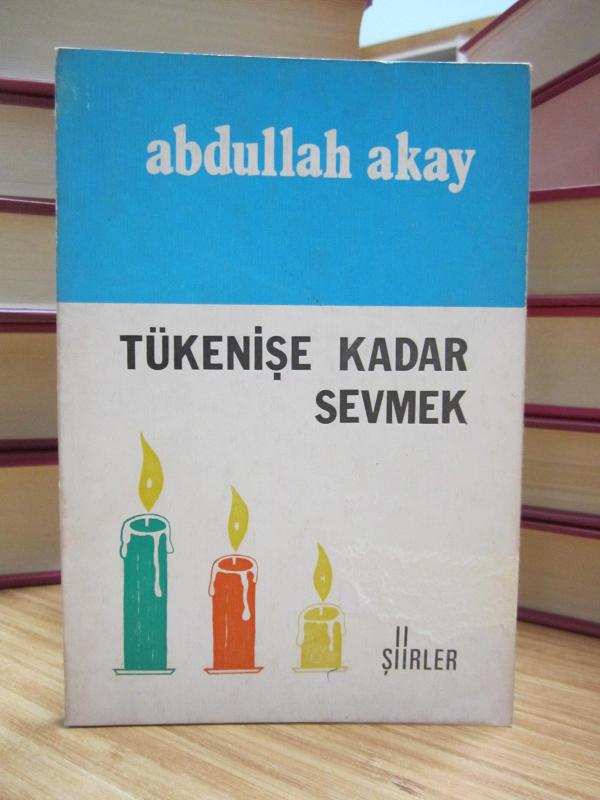 abdullah akay
TÜKENİŞE KADAR
SEVMEK
II
ŞİİRLER